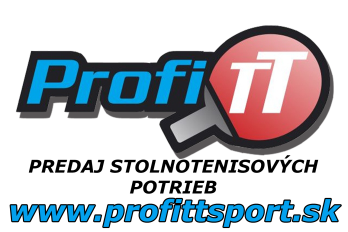 Profi TT
PREDAJ STOLNOTENISOVÝCH
POTRIEB
www.profittsport.sk